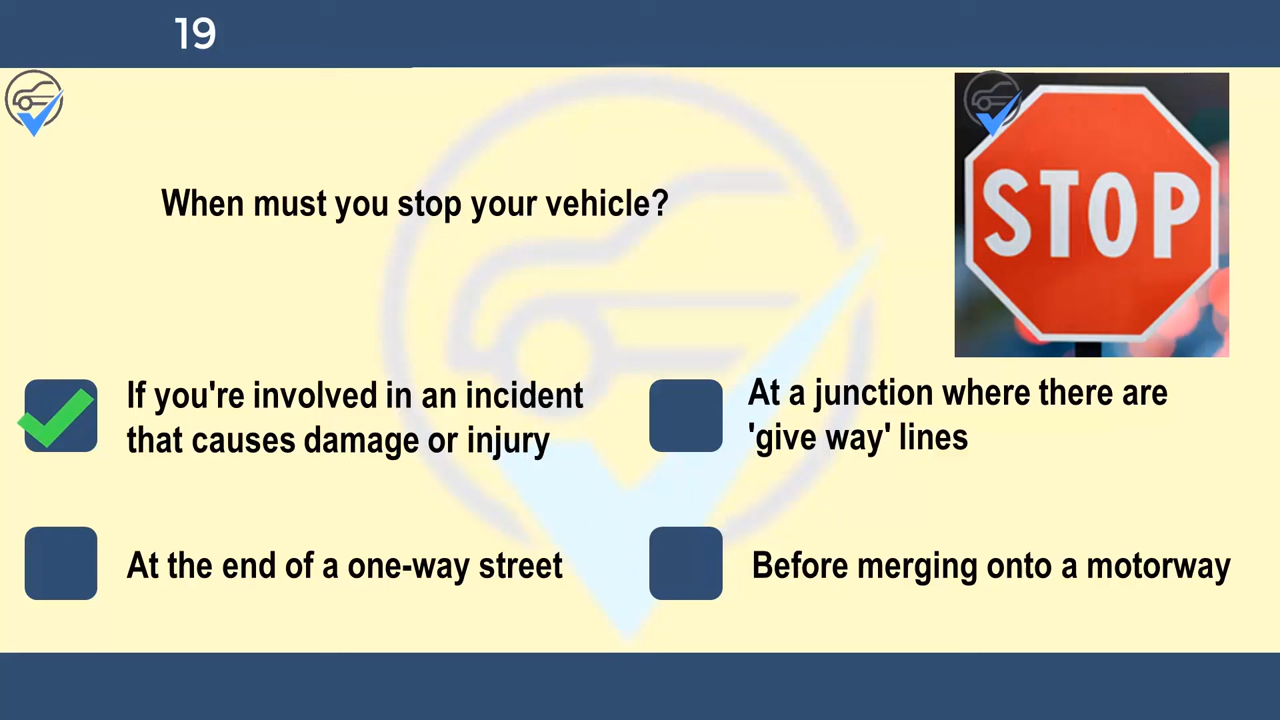 19
When must you stop your vehicle?
STOP
If you're involved in an incident
that causes damage or injury
At a junction where there are
'give way' lines
At the end of a one-way street
Before merging onto a motorway